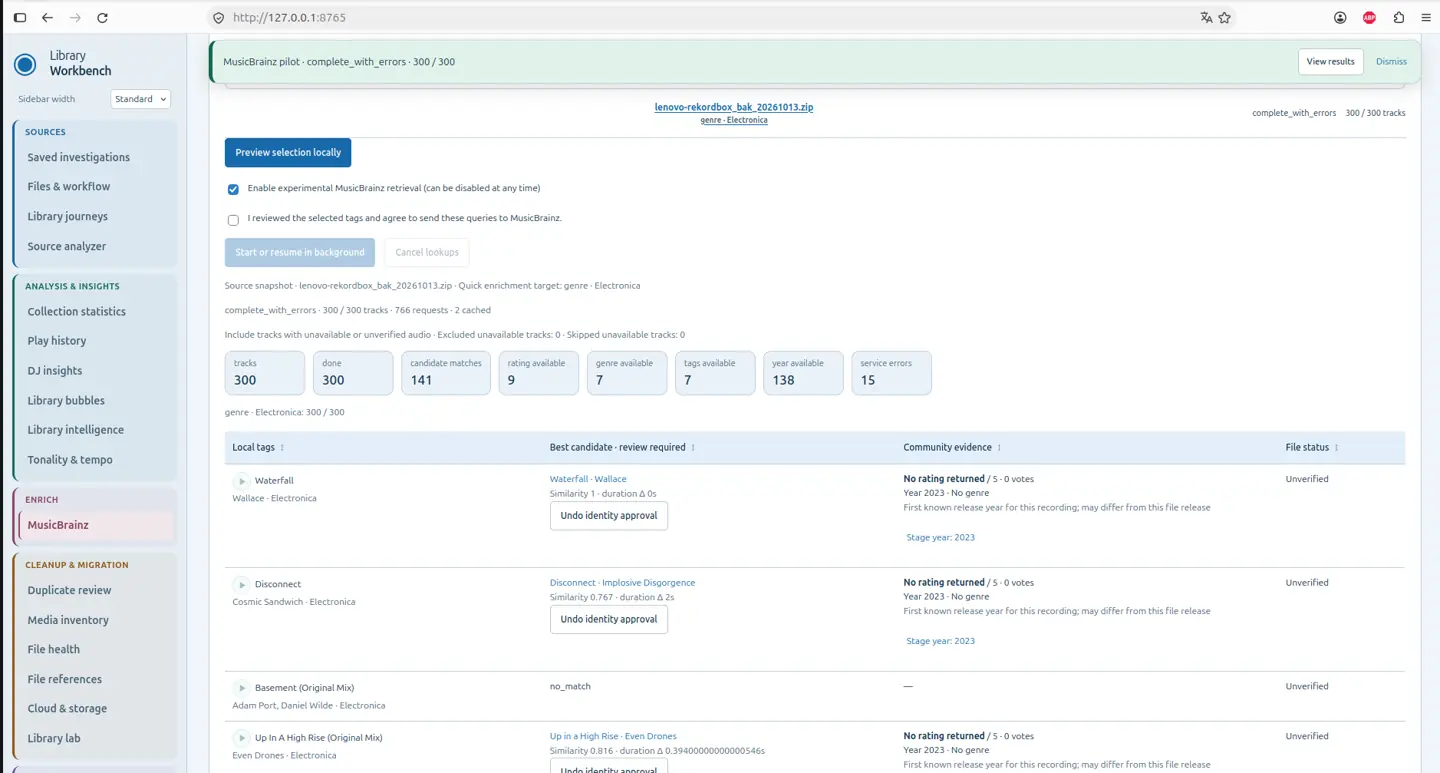 http://127.0.0.1:8765
ABP
Library
Workbench
Sidebar width
Standard
SOURCES
Saved investigations
Files & workflow
Library journeys
Source analyzer
ANALYSIS & INSIGHTS
Collection statistics
Play history
DJ insights
Library bubbles
Library intelligence
Tonality & tempo
ENRICH
MusicBrainz
CLEANUP & MIGRATION
Duplicate review
Media inventory
File health
File references
Cloud & storage
Library lab
MusicBrainz pilot · complete_with_errors · 300 / 300
View results
Dismiss
lenovo-rekordbox_bak_20261013.zip
genre · Electronica
complete_with_errors 300 / 300 tracks
Preview selection locally
Enable experimental MusicBrainz retrieval (can be disabled at any time)
I reviewed the selected tags and agree to send these queries to MusicBrainz.
Start or resume in background
Cancel lookups
Source snapshot · lenovo-rekordbox_bak_20261013.zip · Quick enrichment target: genre · Electronica
complete_with_errors · 300 / 300 tracks · 766 requests · 2 cached
Include tracks with unavailable or unverified audio · Excluded unavailable tracks: 0 · Skipped unavailable tracks: 0
tracks
300
done
300
candidate matches
141
rating available
9
genre available
7
tags available
7
year available
138
service errors
15
genre · Electronica: 300 / 300
Local tags ↕
Best candidate · review required ↕
Community evidence ↕
File status ↕
Waterfall
Wallace · Electronica
Waterfall · Wallace
Similarity 1 · duration Δ 0s
Undo identity approval
No rating returned / 5 · 0 votes
Year 2023 · No genre
First known release year for this recording; may differ from this file release
Stage year: 2023
Unverified
Disconnect
Cosmic Sandwich · Electronica
Disconnect · Implosive Disgorgence
Similarity 0.767 · duration Δ 2s
Undo identity approval
No rating returned / 5 · 0 votes
Year 2023 · No genre
First known release year for this recording; may differ from this file release
Stage year: 2023
Unverified
Basement (Original Mix)
Adam Port, Daniel Wilde · Electronica
no_match
—
Unverified
Up In A High Rise (Original Mix)
Even Drones · Electronica
Up in a High Rise · Even Drones
Similarity 0.816 · duration Δ 0.39400000000000546s
Undo identity approval
No rating returned / 5 · 0 votes
Year 2023 · No genre
First known release year for this recording; may differ from this file release
Unverified